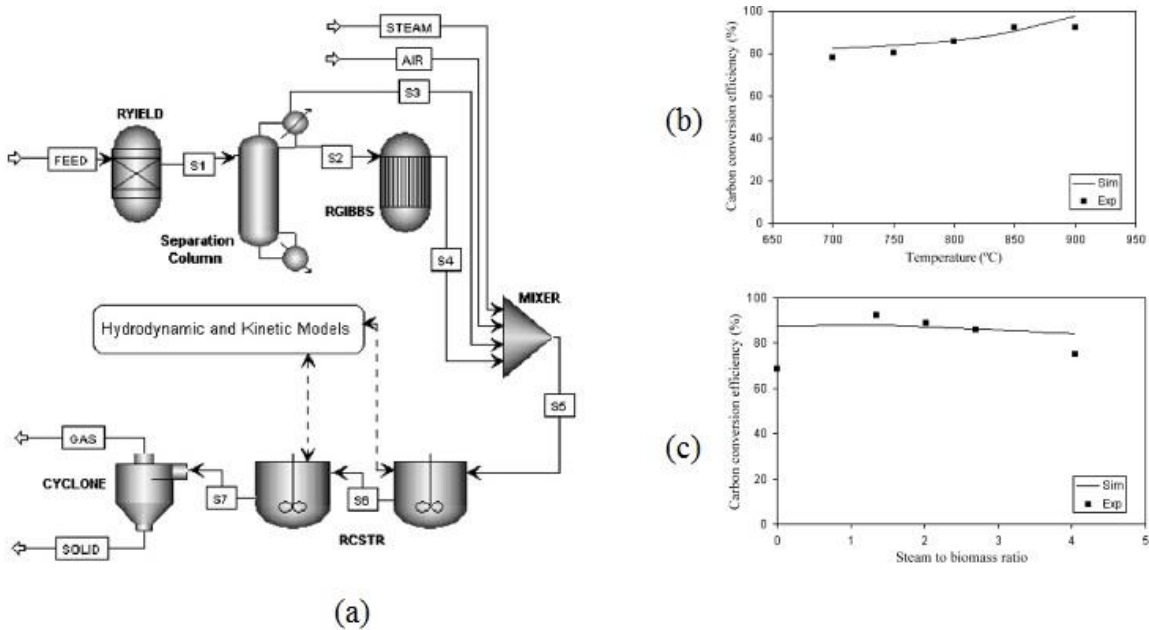 STEAM
AIR
S3
RYIELD
FEED
S1
S2
RGIBBS
Separation
Column
S4
MIXER
Hydrodynamic and Kinetic Models
S5
GAS
CYCLONE
S7
S6
RCSTR
SOLID
(a)
(b)
Carbon conversion efficiency (%)
100
80
60
40
20
0
Sim
Exp
650 700 750 800 850 900 950
Temperature (ºC)
(c)
Carbon conversion efficiency (%)
100
80
60
40
20
0
Sim
Exp
0 1 2 3 4 5
Steam to biomass ratio